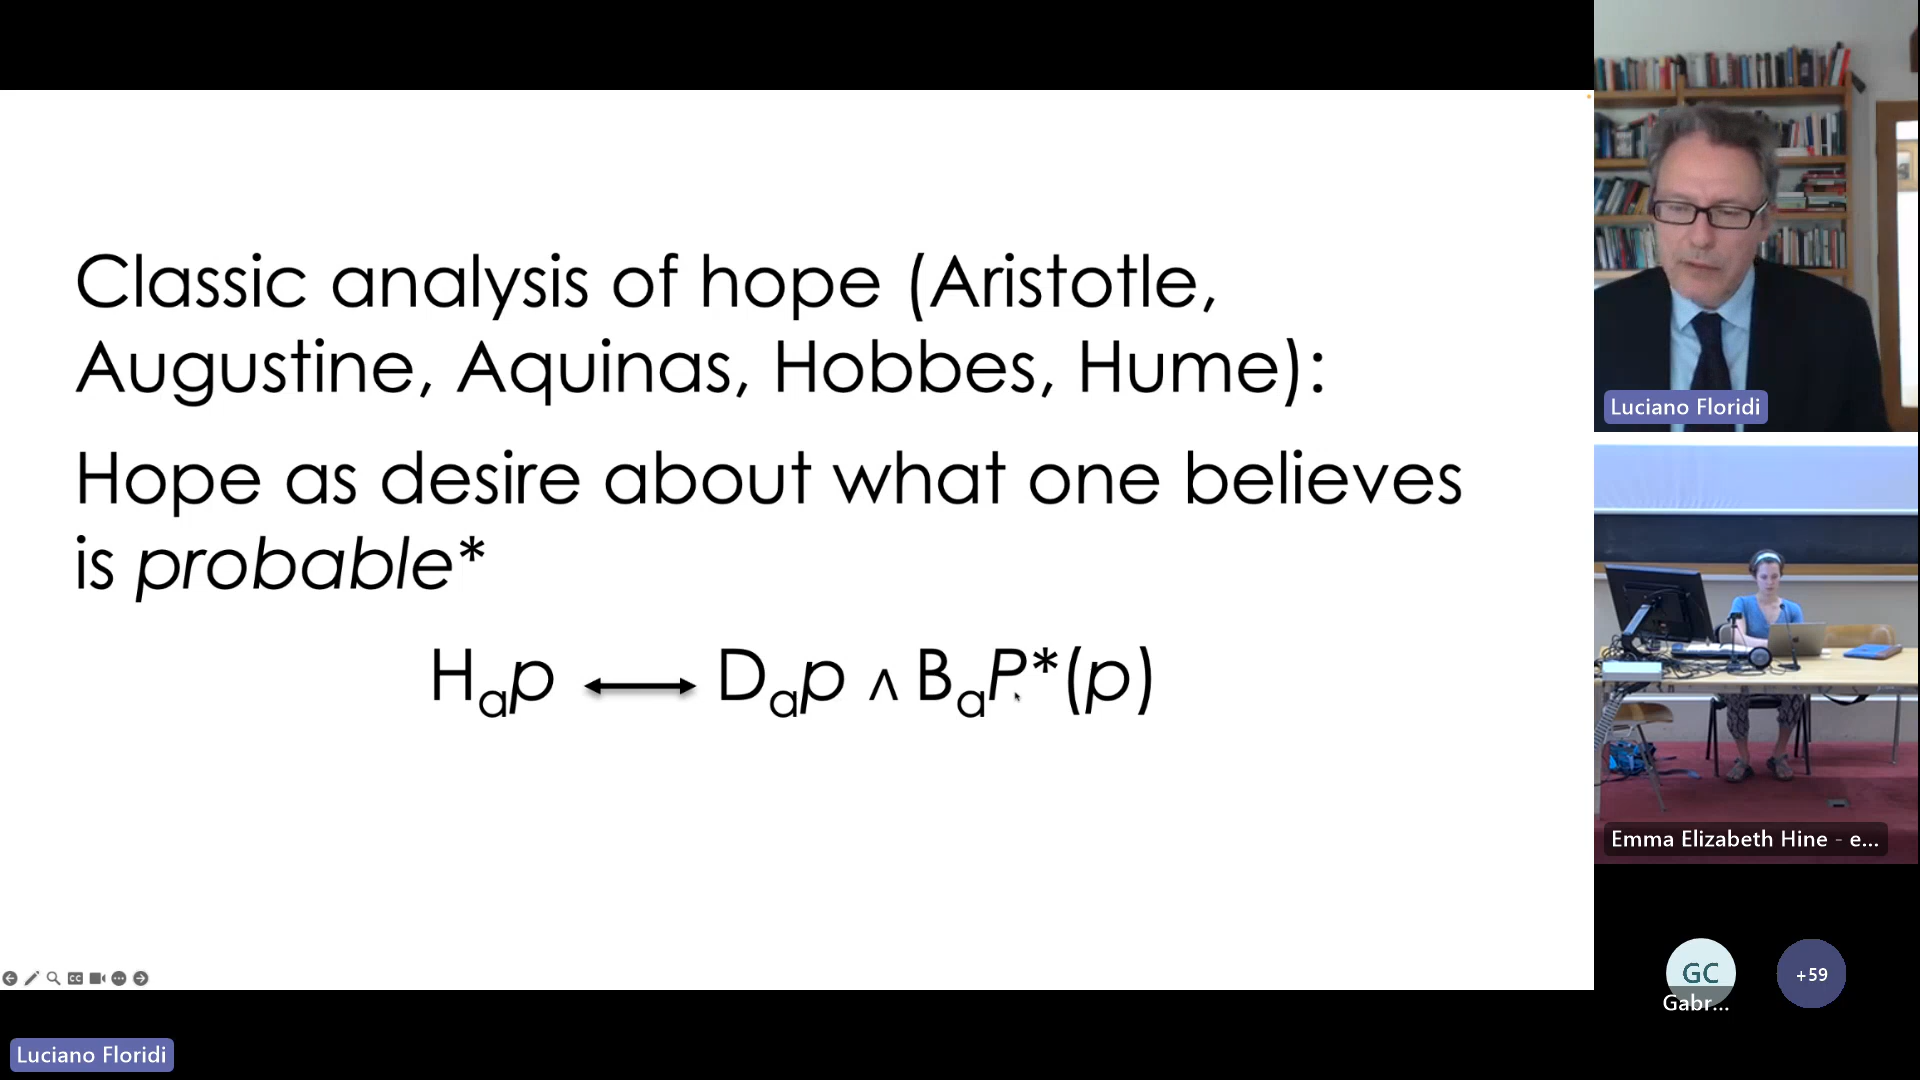 Classic analysis of hope (Aristotle,
Augustine, Aquinas, Hobbes, Hume):
Hope as desire about what one believes
is probable*
Hap ⟷ Dap ∧ BaP*(p)
Luciano Floridi
Emma Elizabeth Hine - e...
GC
Gabr...
+59
Luciano Floridi